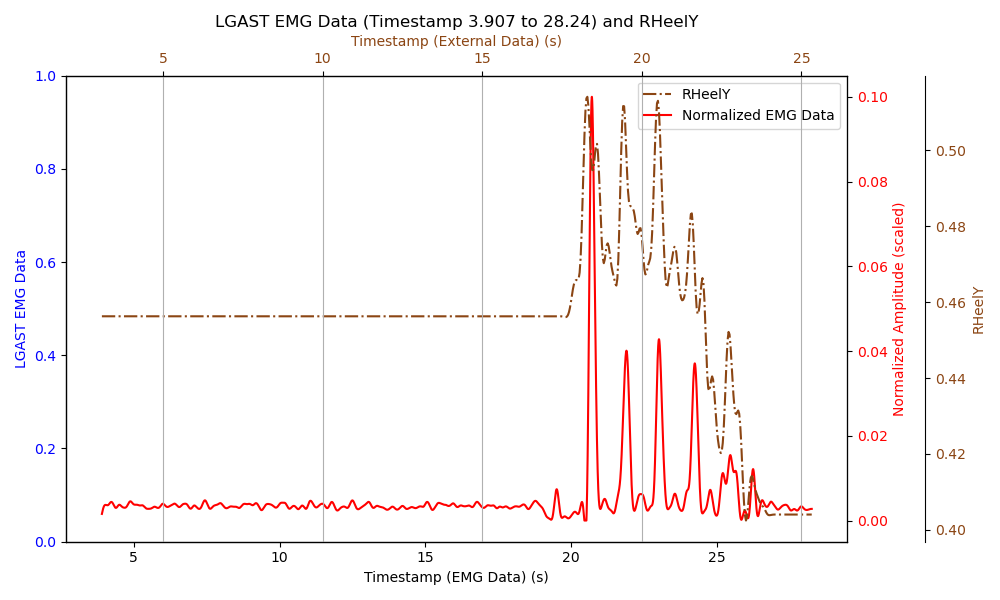 LGAST EMG Data (Timestamp 3.907 to 28.24) and RHeelY
Timestamp (External Data) (s)
5 10 15 20 25
RHeelY
Normalized EMG Data
LGAST EMG Data
1.0
0.8
0.6
0.4
0.2
0.0
Normalized Amplitude (scaled)
0.10
0.08
0.06
0.04
0.02
0.00
RHeelY
0.50
0.48
0.46
0.44
0.42
0.40
5 10 15 20 25
Timestamp (EMG Data) (s)